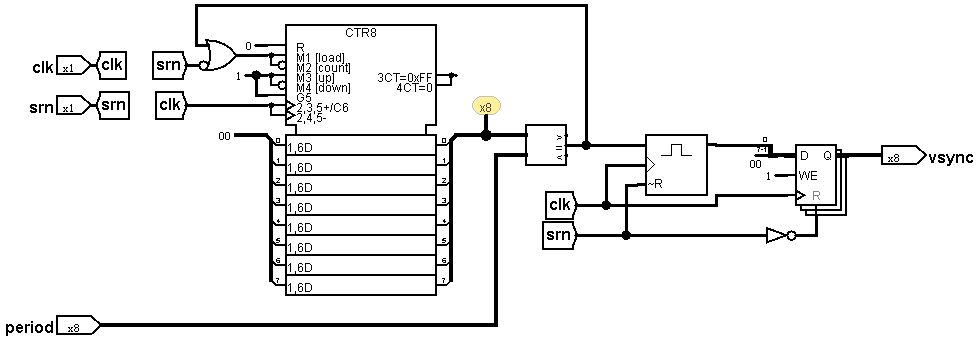 CTR8
0
R
M1 [load]
M2 [count]
1
M3 [up]
M4 [down]
G5
2,3,5+/C6
2,4,5-
3CT=0xFF
4CT=0
clk x1 clk
srn
srn x1 srn
clk
00
x8
0 1,6D 0
1 1,6D 1
2 1,6D 2
3 1,6D 3
4 1,6D 4
5 1,6D 5
6 1,6D 6
7 1,6D 7
> = <
~R
clk
srn
0
7-1
00
1
D Q
WE
R
x8 vsync
period x8